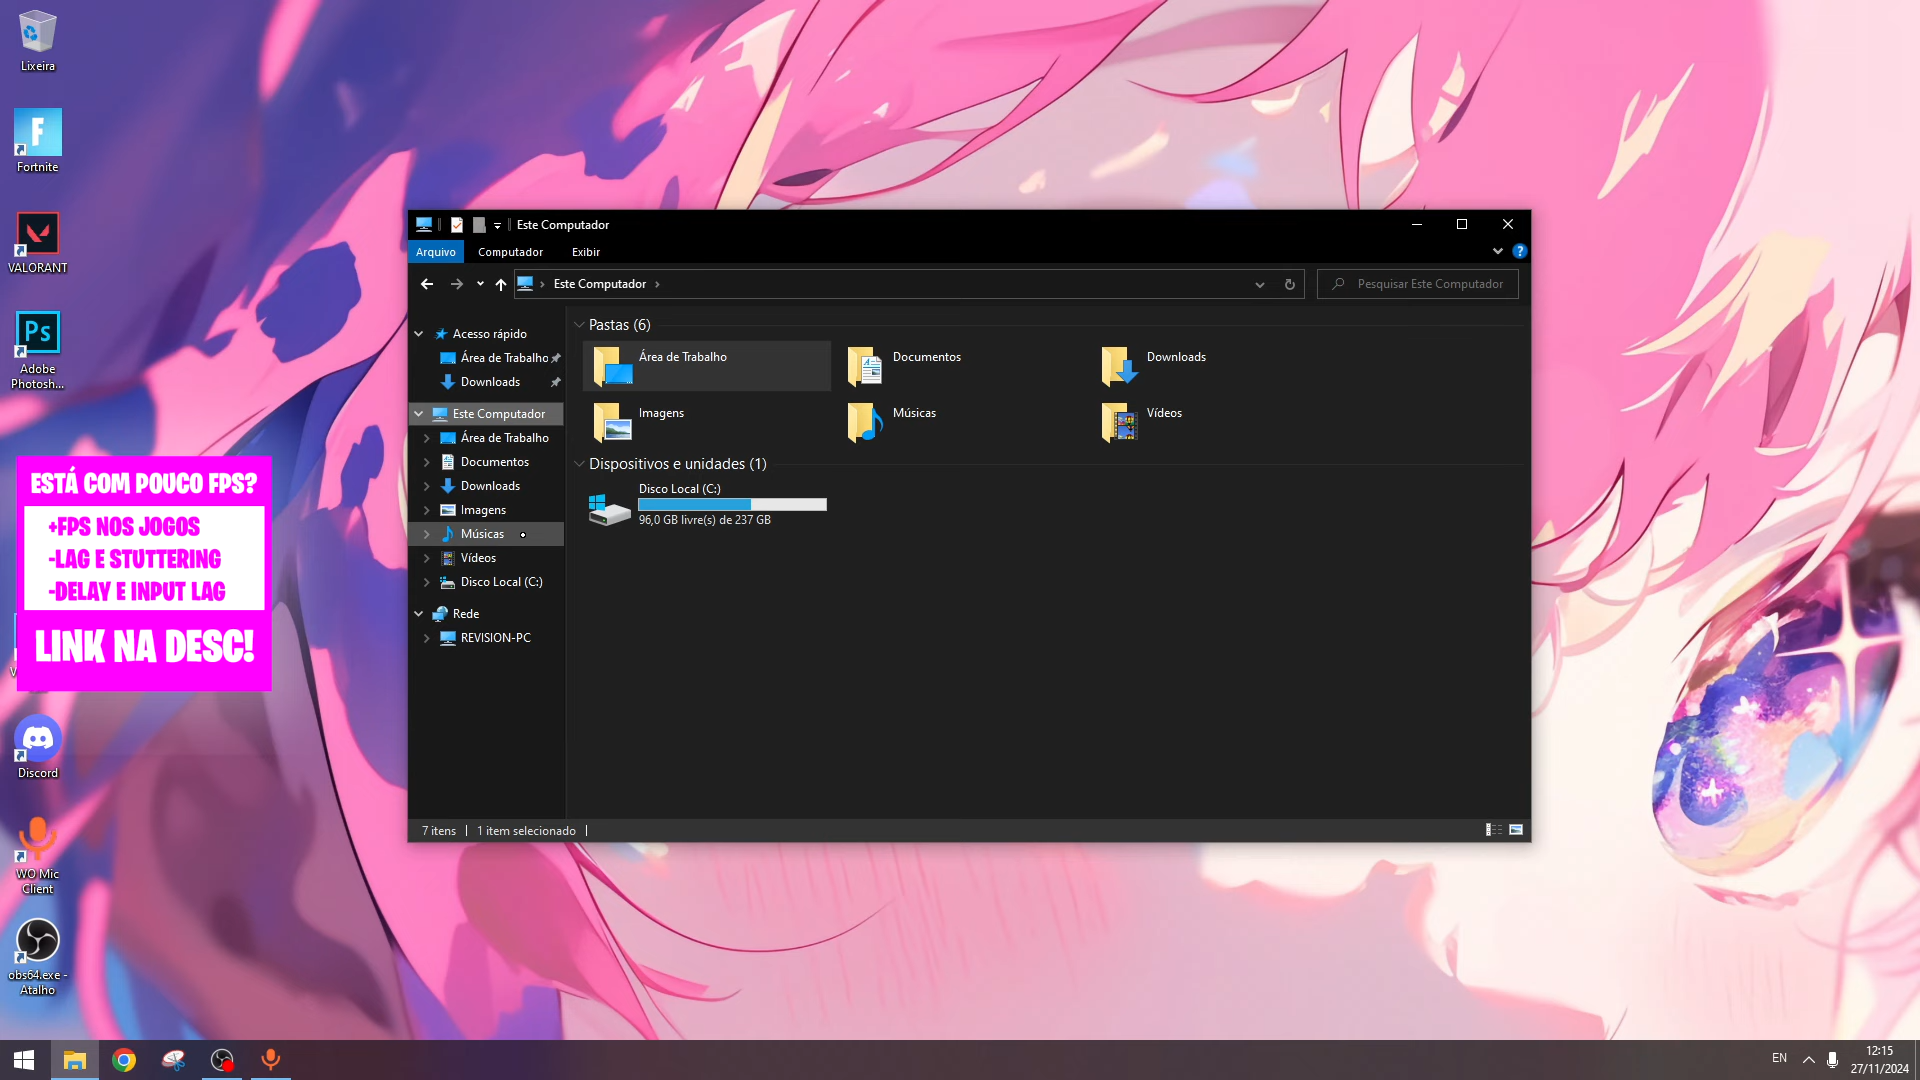 Lixeira
F
Fortnite
VALORANT
Ps
Adobe
Photosh...
ESTÁ COM POUCO FPS?
+FPS NOS JOGOS
-LAG E STUTTERING
-DELAY E INPUT LAG
LINK NA DESC!
Discord
WO Mic
Client
obs64.exe -
Atalho
Este Computador
Arquivo
Computador
Exibir
?
Este Computador
Pesquisar Este Computador
Acesso rápido
Área de Trabalho
Downloads
Este Computador
Área de Trabalho
Documentos
Downloads
Imagens
Músicas
Vídeos
Disco Local (C:)
Rede
REVISION-PC
Pastas (6)
Área de Trabalho
Documentos
Downloads
Imagens
Músicas
Vídeos
Dispositivos e unidades (1)
Disco Local (C:)
96,0 GB livre(s) de 237 GB
7 itens
1 item selecionado
EN
12:15
27/11/2024